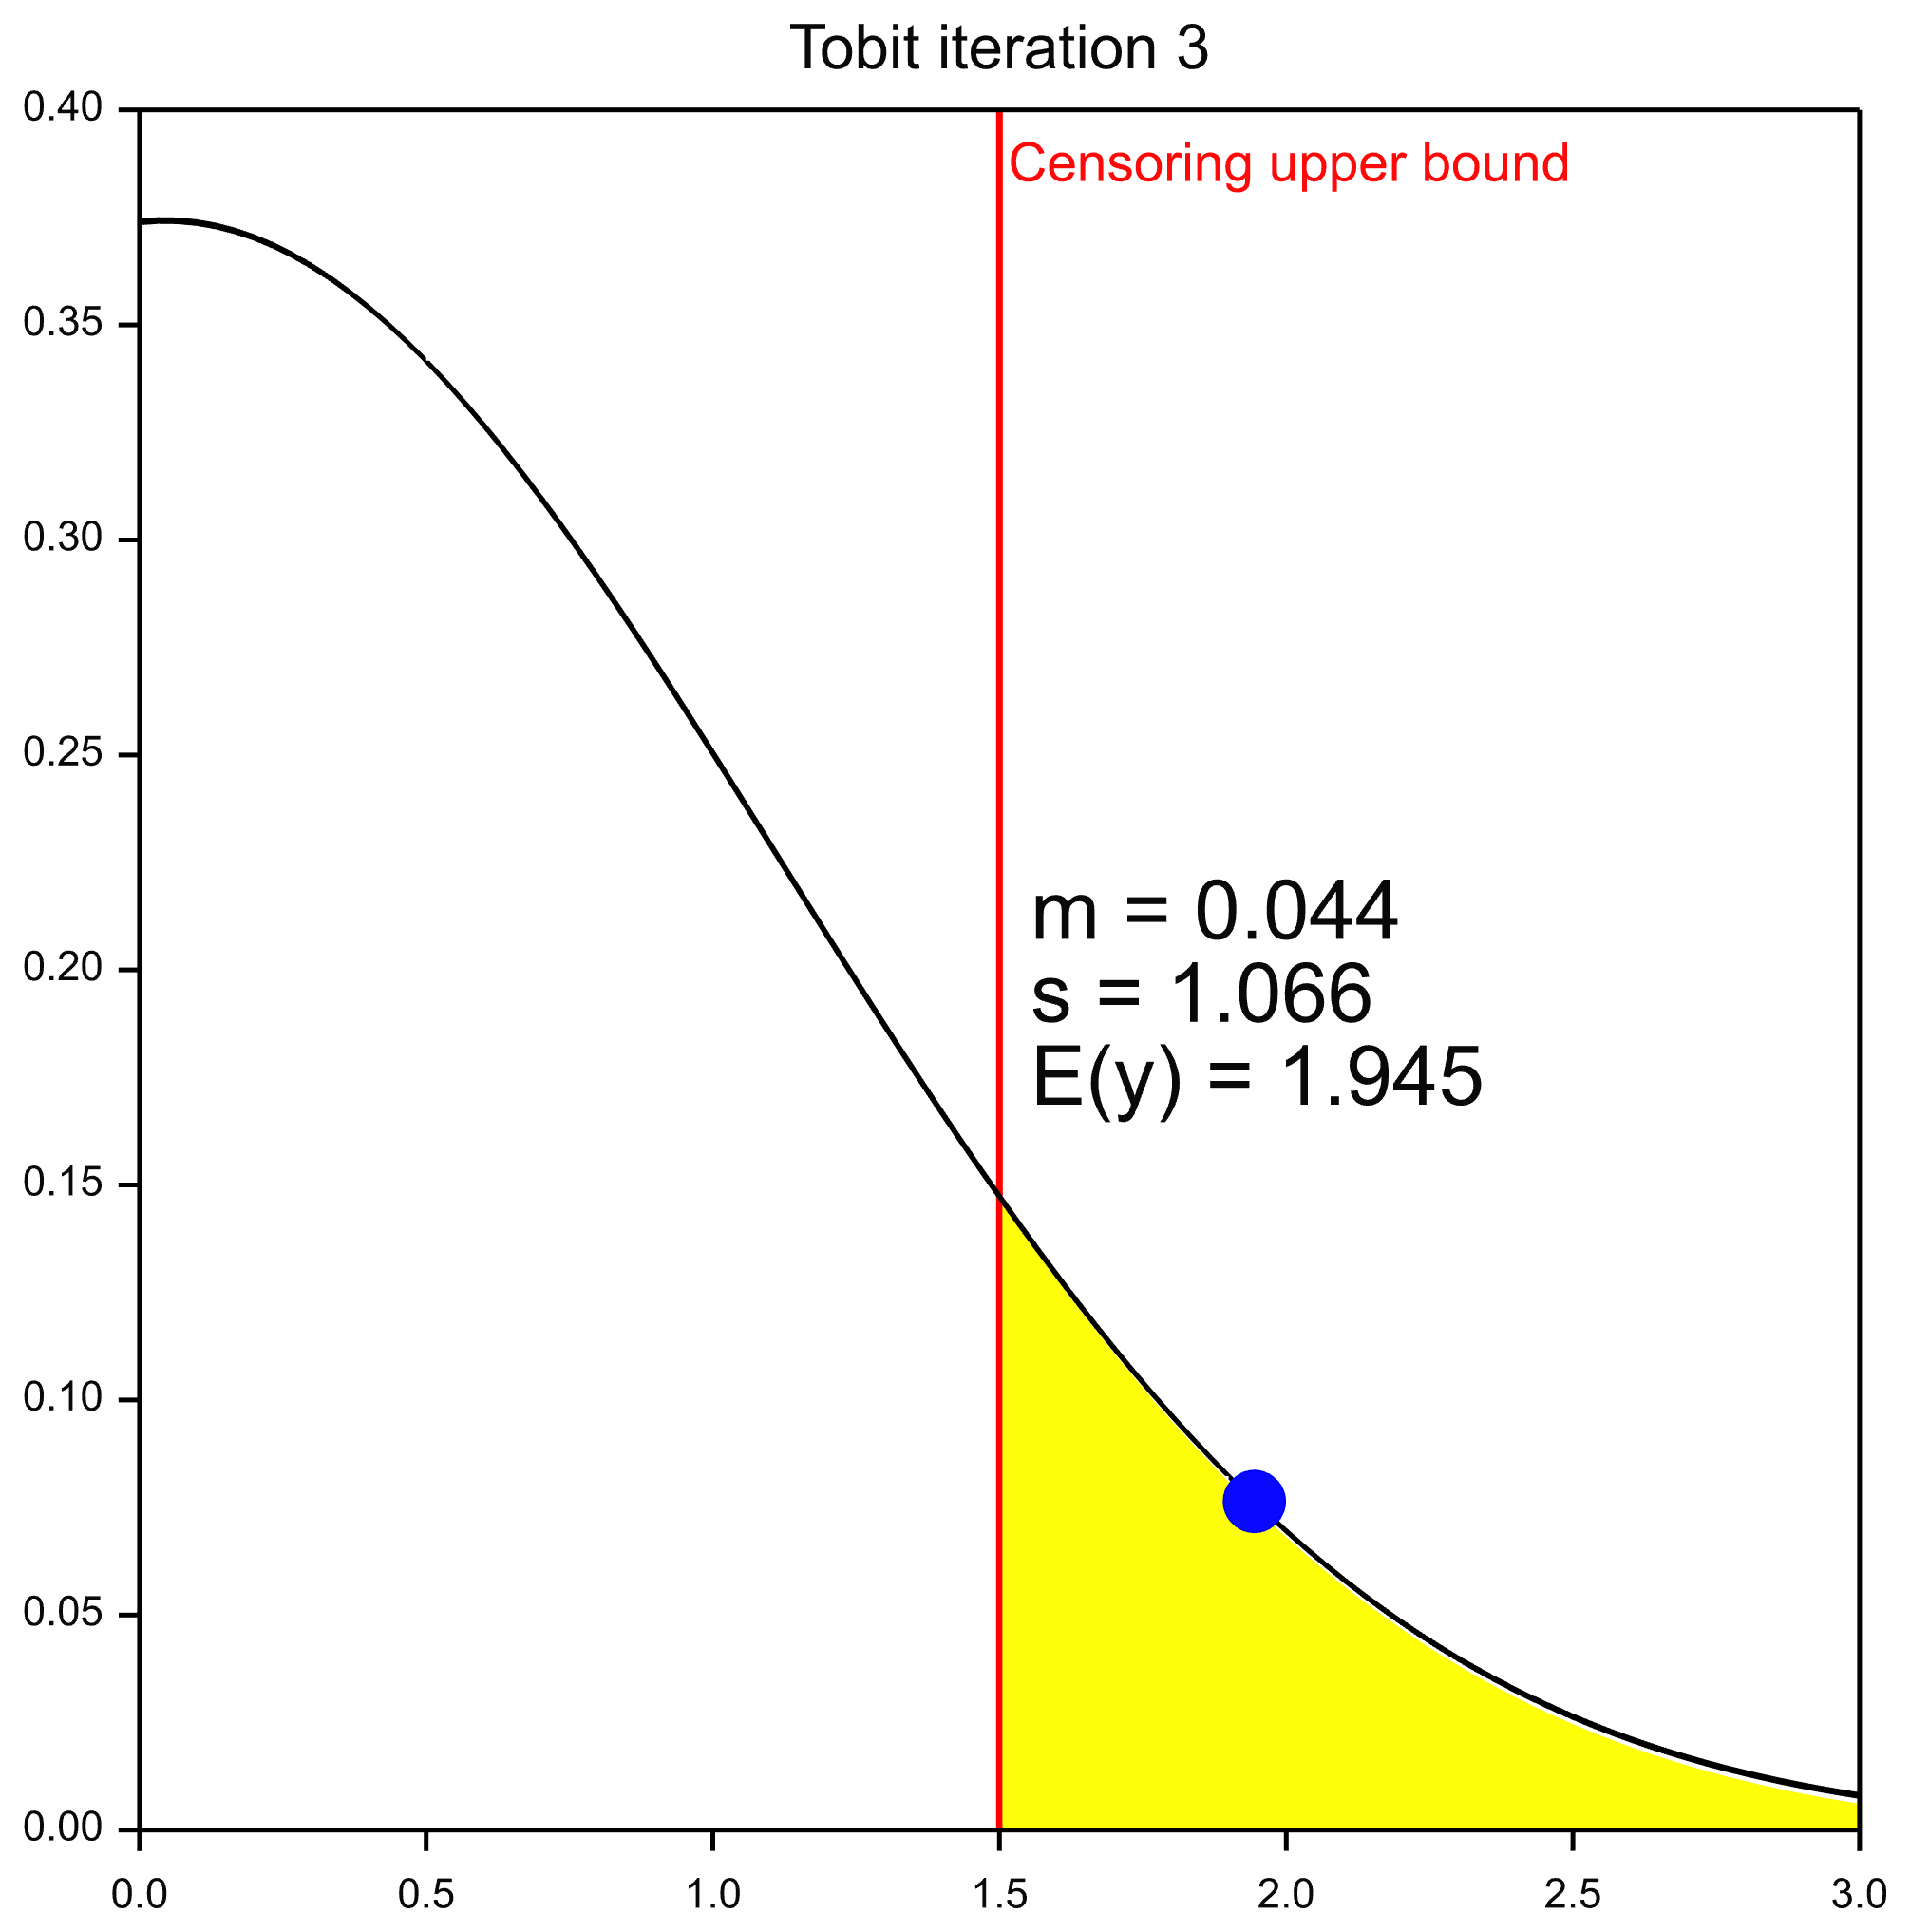 Tobit iteration 3
0.40
Censoring upper bound
0.35
0.30
0.25
m = 0.044
0.20
s = 1.066
E(y) = 1.945
0.15
0.10
0.05
0.00
0.0 0.5 1.0 1.5 2.0 2.5 3.0